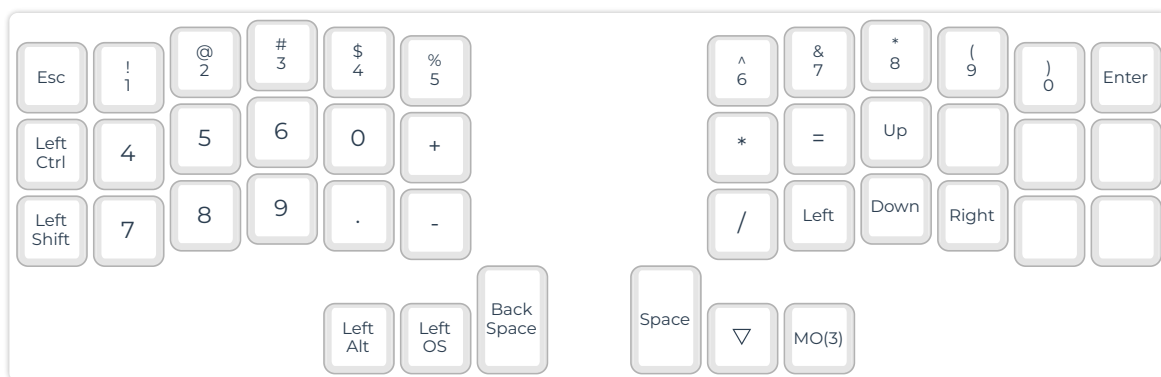 Esc
!
1
@
2
#
3
$
4
%
5
^
6
&
7
*
8
(
9
)
0
Enter
Left
Ctrl
4
5
6
0
+
*
=
Up
Left
Shift
7
8
9
.
-
/
Left
Down
Right
Left
Alt
Left
OS
Back
Space
Space
▽
MO(3)